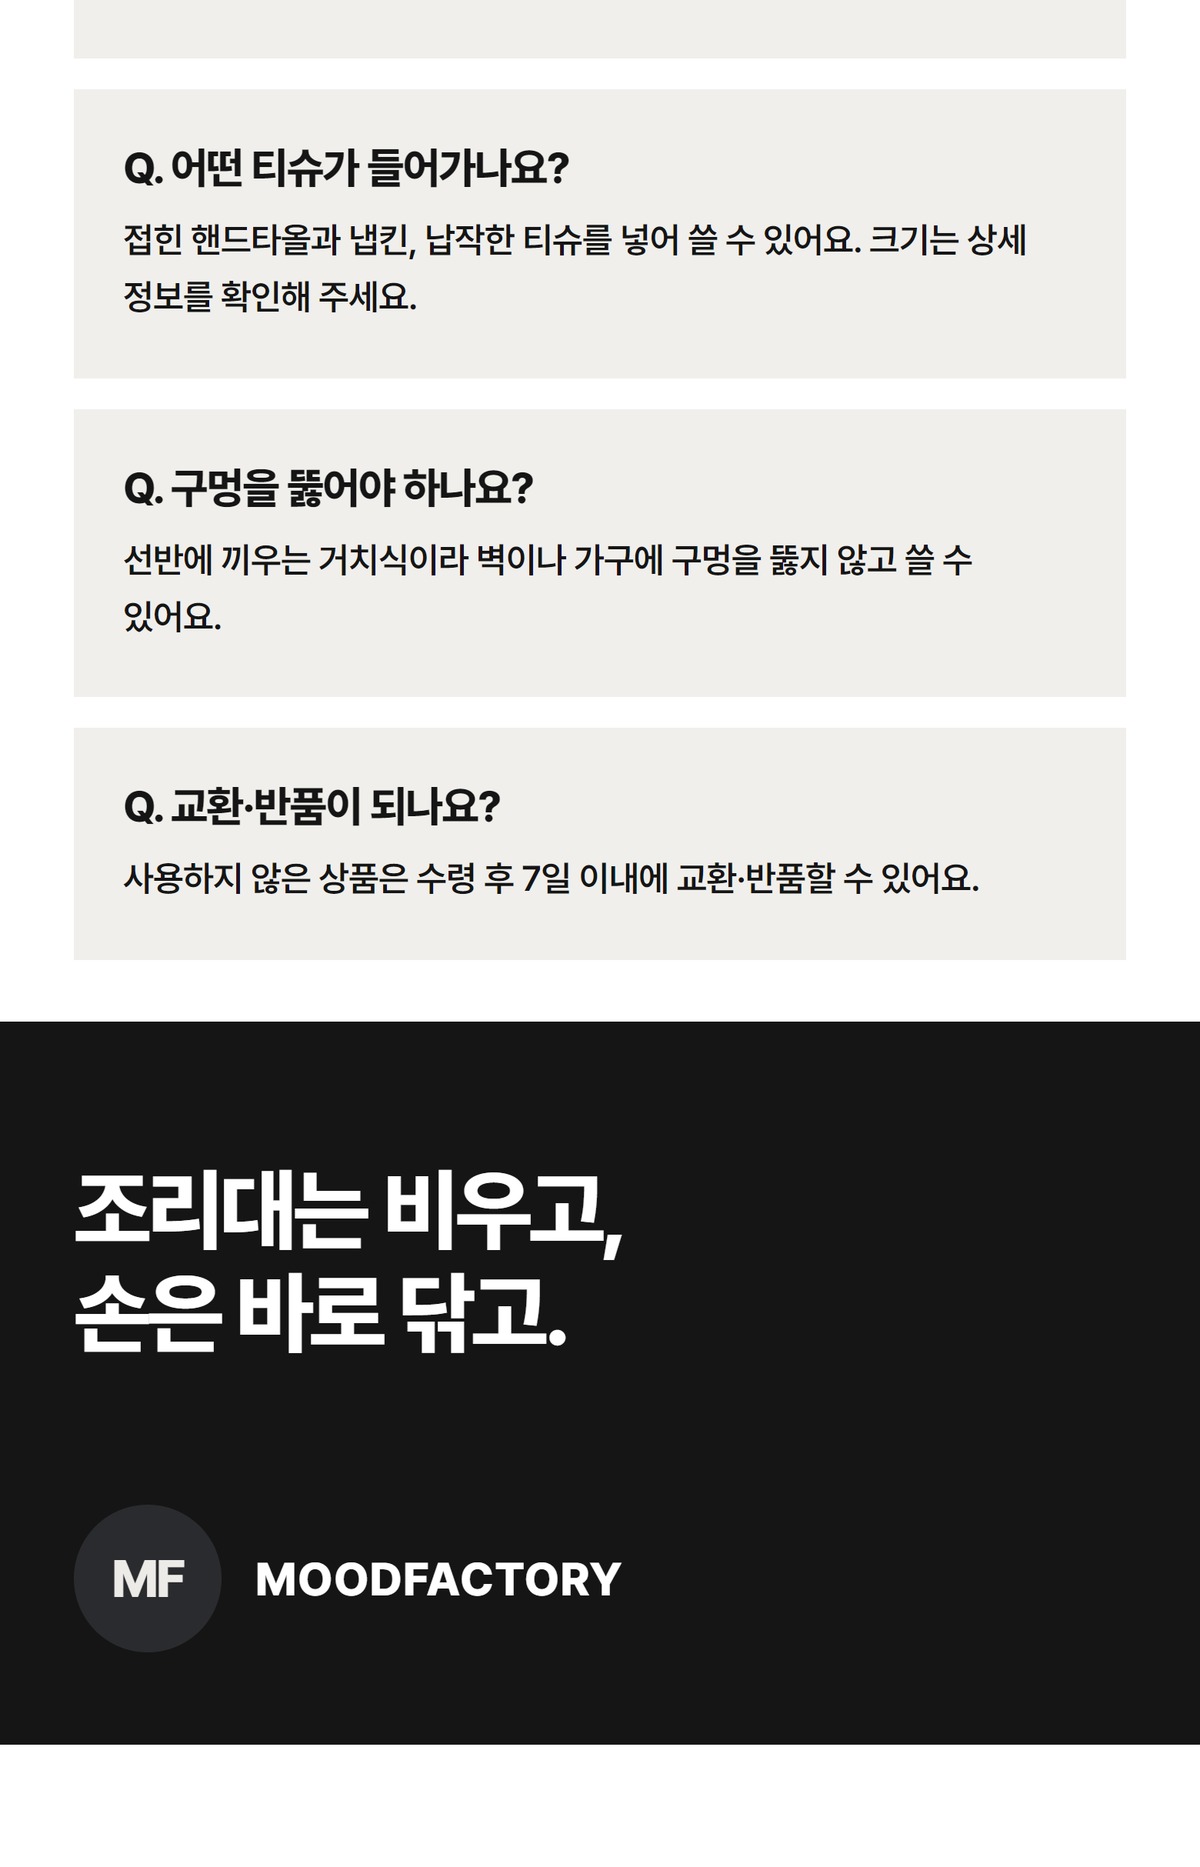 Q. 어떤 티슈가 들어가나요?
접힌 핸드타올과 냅킨, 납작한 티슈를 넣어 쓸 수 있어요. 크기는 상세
정보를 확인해 주세요.
Q. 구멍을 뚫어야 하나요?
선반에 끼우는 거치식이라 벽이나 가구에 구멍을 뚫지 않고 쓸 수
있어요.
Q. 교환·반품이 되나요?
사용하지 않은 상품은 수령 후 7일 이내에 교환·반품할 수 있어요.
조리대는 비우고,
손은 바로 닦고.
MF MOODFACTORY